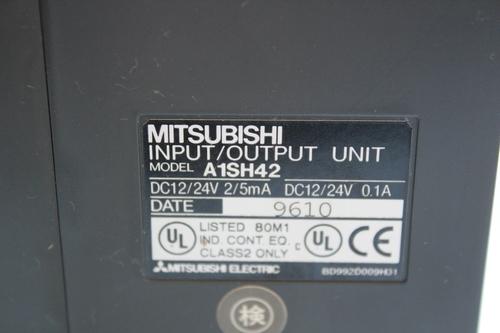 MITSUBISHI
INPUT/OUTPUT UNIT
MODEL A1SH42
DC12/24V 2/5mA DC12/24V 0.1A
DATE 9610
UL LISTED 80M1
IND. CONT. EQ.
CLASS2 ONLY
c UL CE
MITSUBISHI ELECTRIC BD992D009H31
検